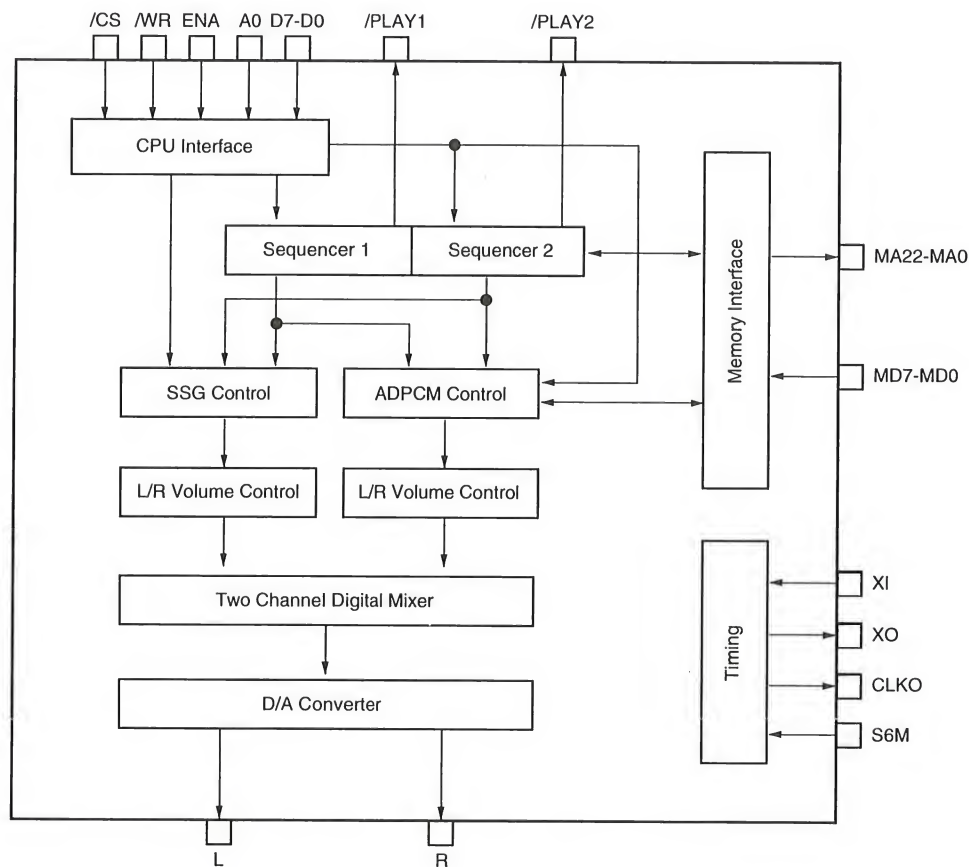 /CS /WR ENA A0 D7-D0 /PLAY1 /PLAY2
CPU Interface
Sequencer 1 Sequencer 2
Memory Interface
MA22-MA0
MD7-MD0
SSG Control ADPCM Control
L/R Volume Control L/R Volume Control
Two Channel Digital Mixer
D/A Converter
Timing
XI
XO
CLKO
S6M
L R